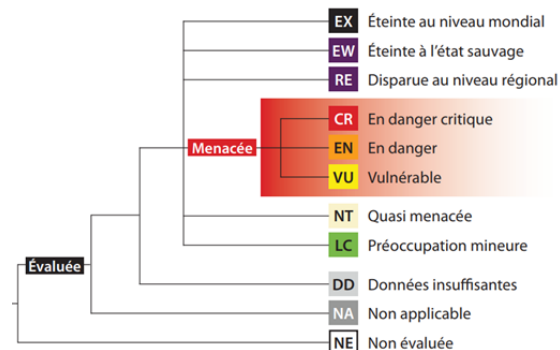 EX Éteinte au niveau mondial
EW Éteinte à l'état sauvage
RE Disparue au niveau régional
CR En danger critique
Menacée EN En danger
VU Vulnérable
NT Quasi menacée
LC Préoccupation mineure
Évaluée
DD Données insuffisantes
NA Non applicable
NE Non évaluée